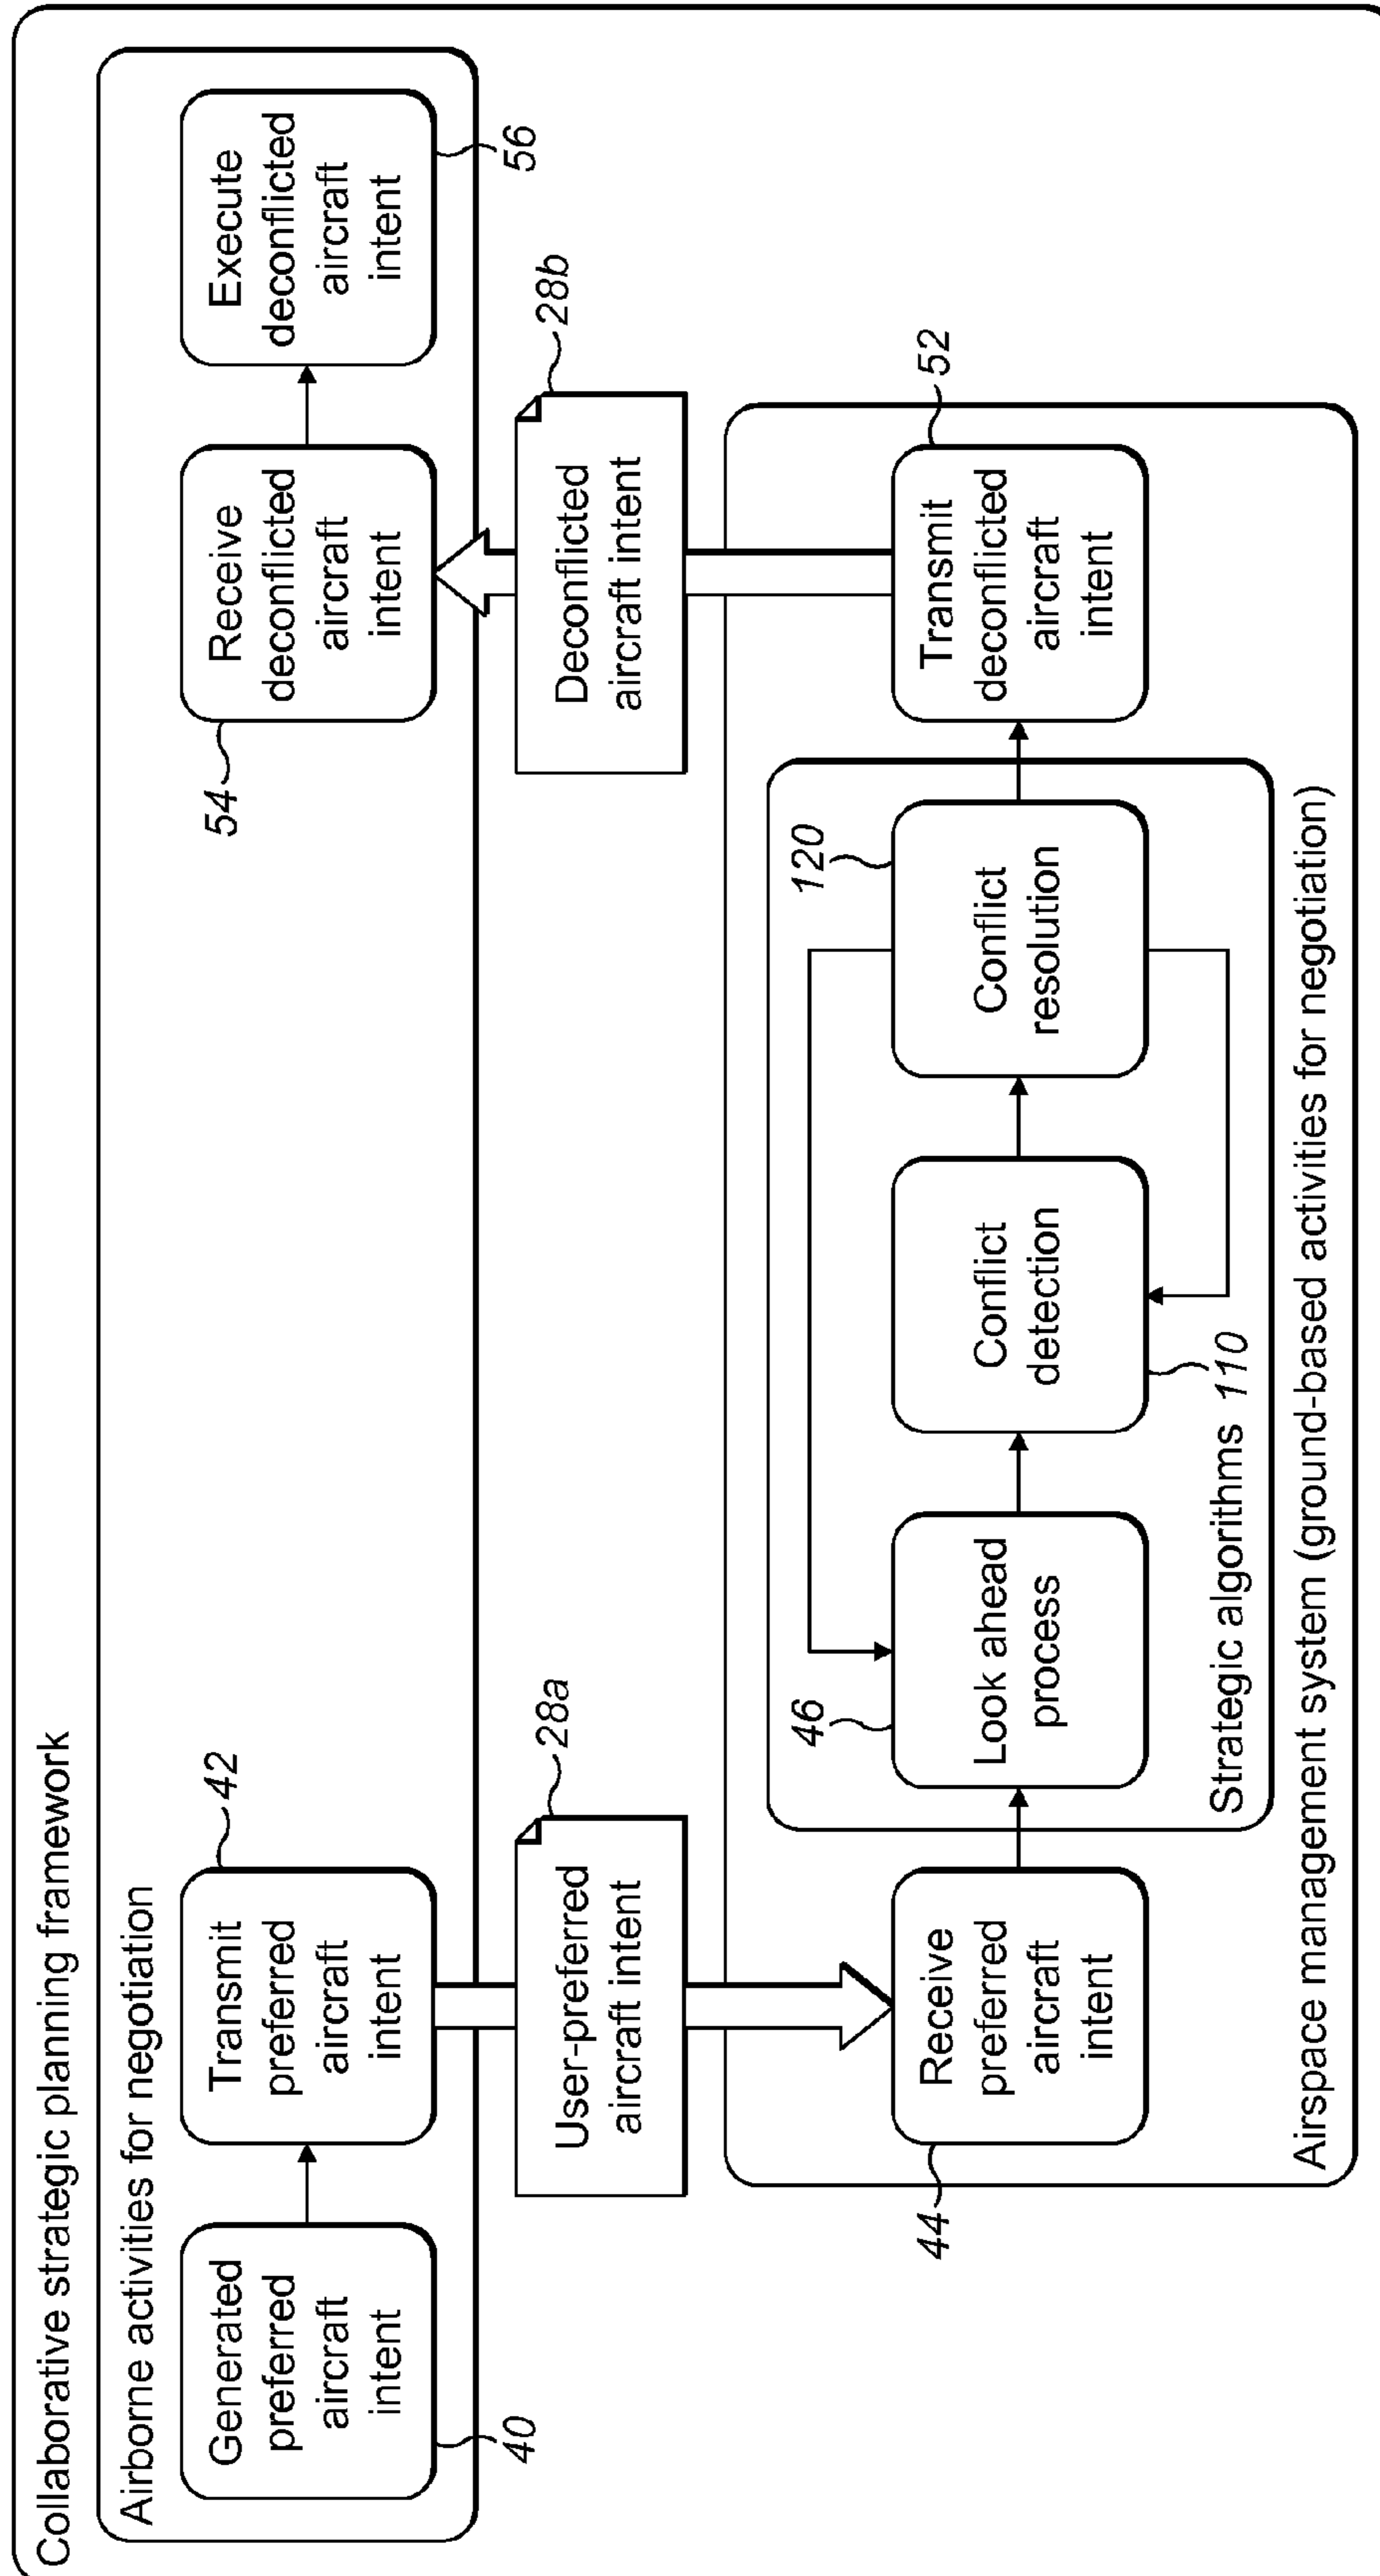 Collaborative strategic planning framework
Airborne activities for negotiation
Generated
preferred
aircraft
intent
40
Transmit
preferred
aircraft
intent
42
Receive
deconflicted
aircraft
intent
54
Execute
deconflicted
aircraft
intent
56
User-preferred
aircraft intent
28a
Deconflicted
aircraft intent
28b
Receive
preferred
aircraft
intent
44
Look ahead
process
46
Conflict
detection
110
Conflict
resolution
120
Transmit
deconflicted
aircraft
intent
52
Strategic algorithms
Airspace management system (ground-based activities for negotiation)